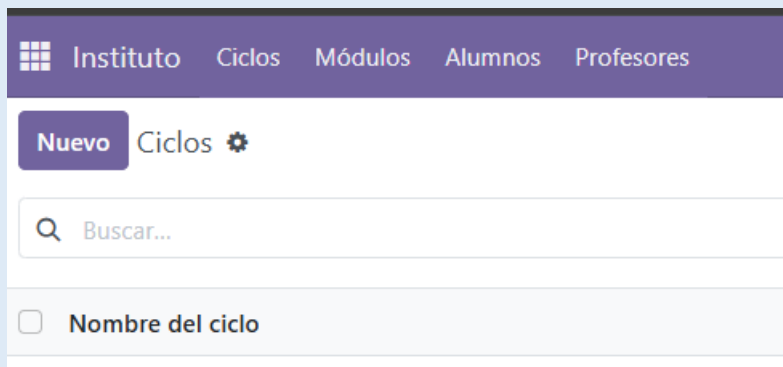 Instituto Ciclos Módulos Alumnos Profesores
Nuevo Ciclos
Buscar...
Nombre del ciclo